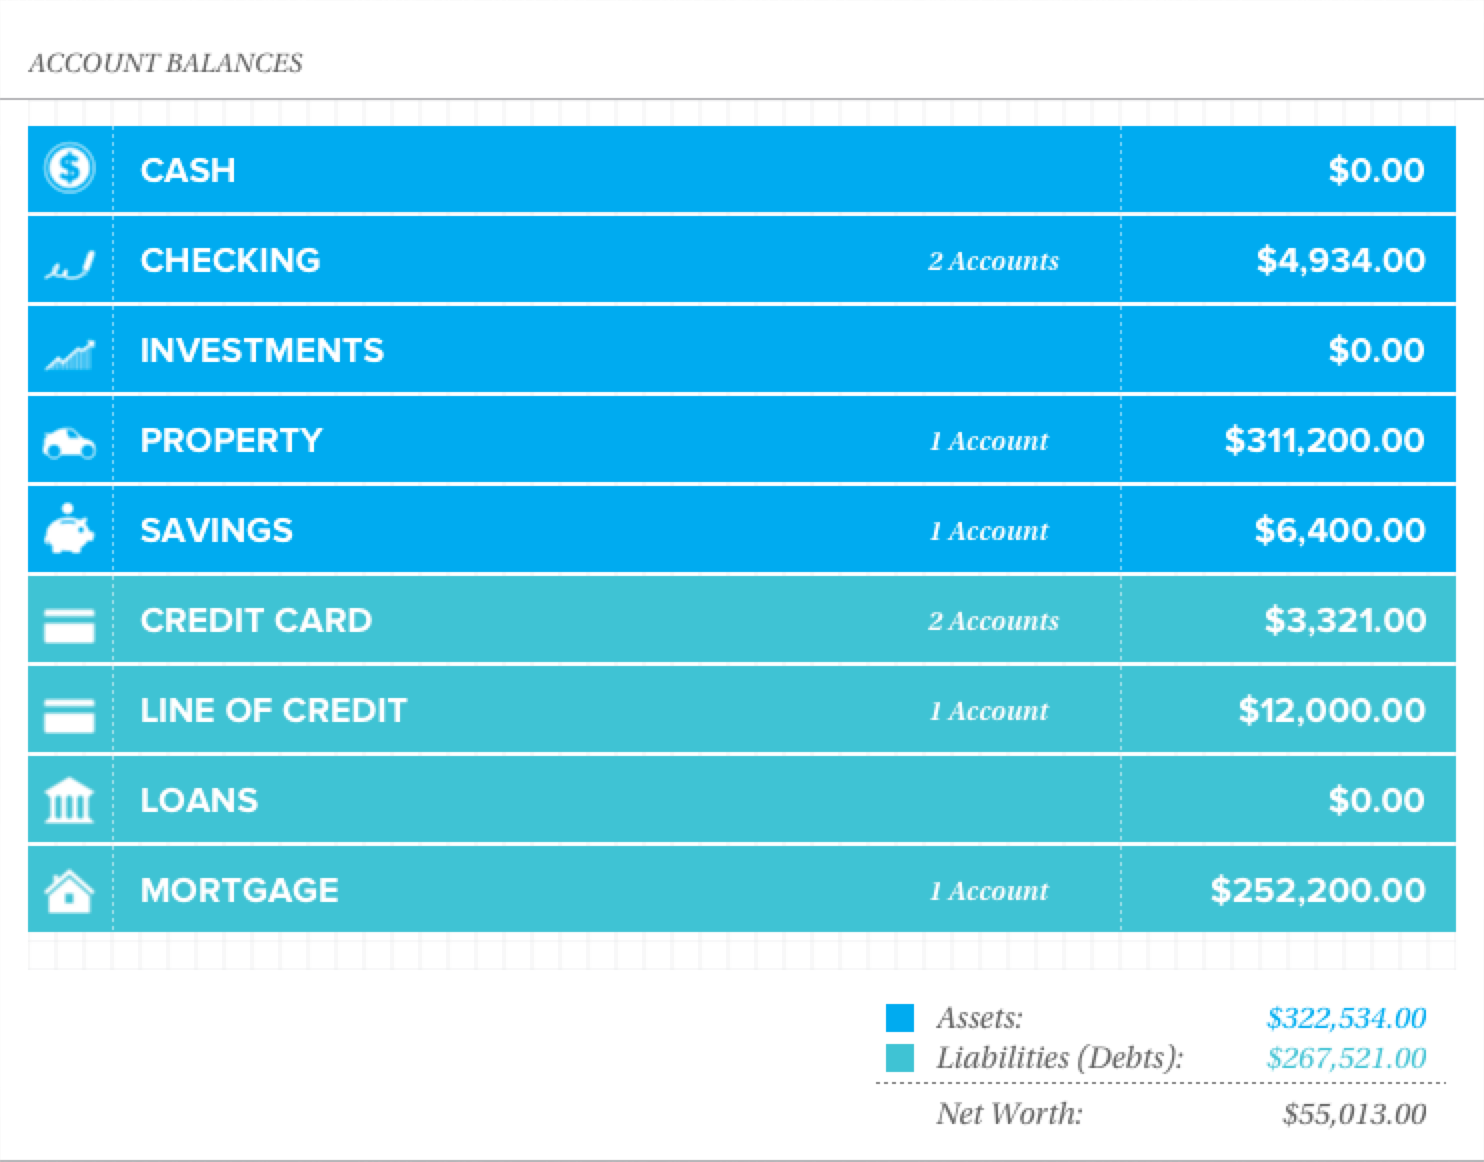 ACCOUNT BALANCES
CASH $0.00
CHECKING 2 Accounts $4,934.00
INVESTMENTS $0.00
PROPERTY 1 Account $311,200.00
SAVINGS 1 Account $6,400.00
CREDIT CARD 2 Accounts $3,321.00
LINE OF CREDIT 1 Account $12,000.00
LOANS $0.00
MORTGAGE 1 Account $252,200.00
Assets: $322,534.00
Liabilities (Debts): $267,521.00
Net Worth: $55,013.00